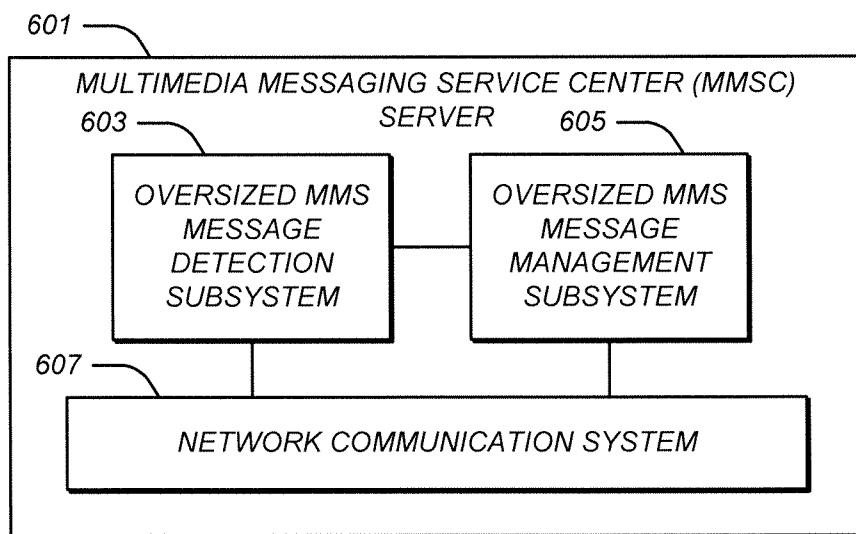 601
MULTIMEDIA MESSAGING SERVICE CENTER (MMSC)
SERVER
603
605
OVERSIZED MMS
MESSAGE
DETECTION
SUBSYSTEM
OVERSIZED MMS
MESSAGE
MANAGEMENT
SUBSYSTEM
607
NETWORK COMMUNICATION SYSTEM